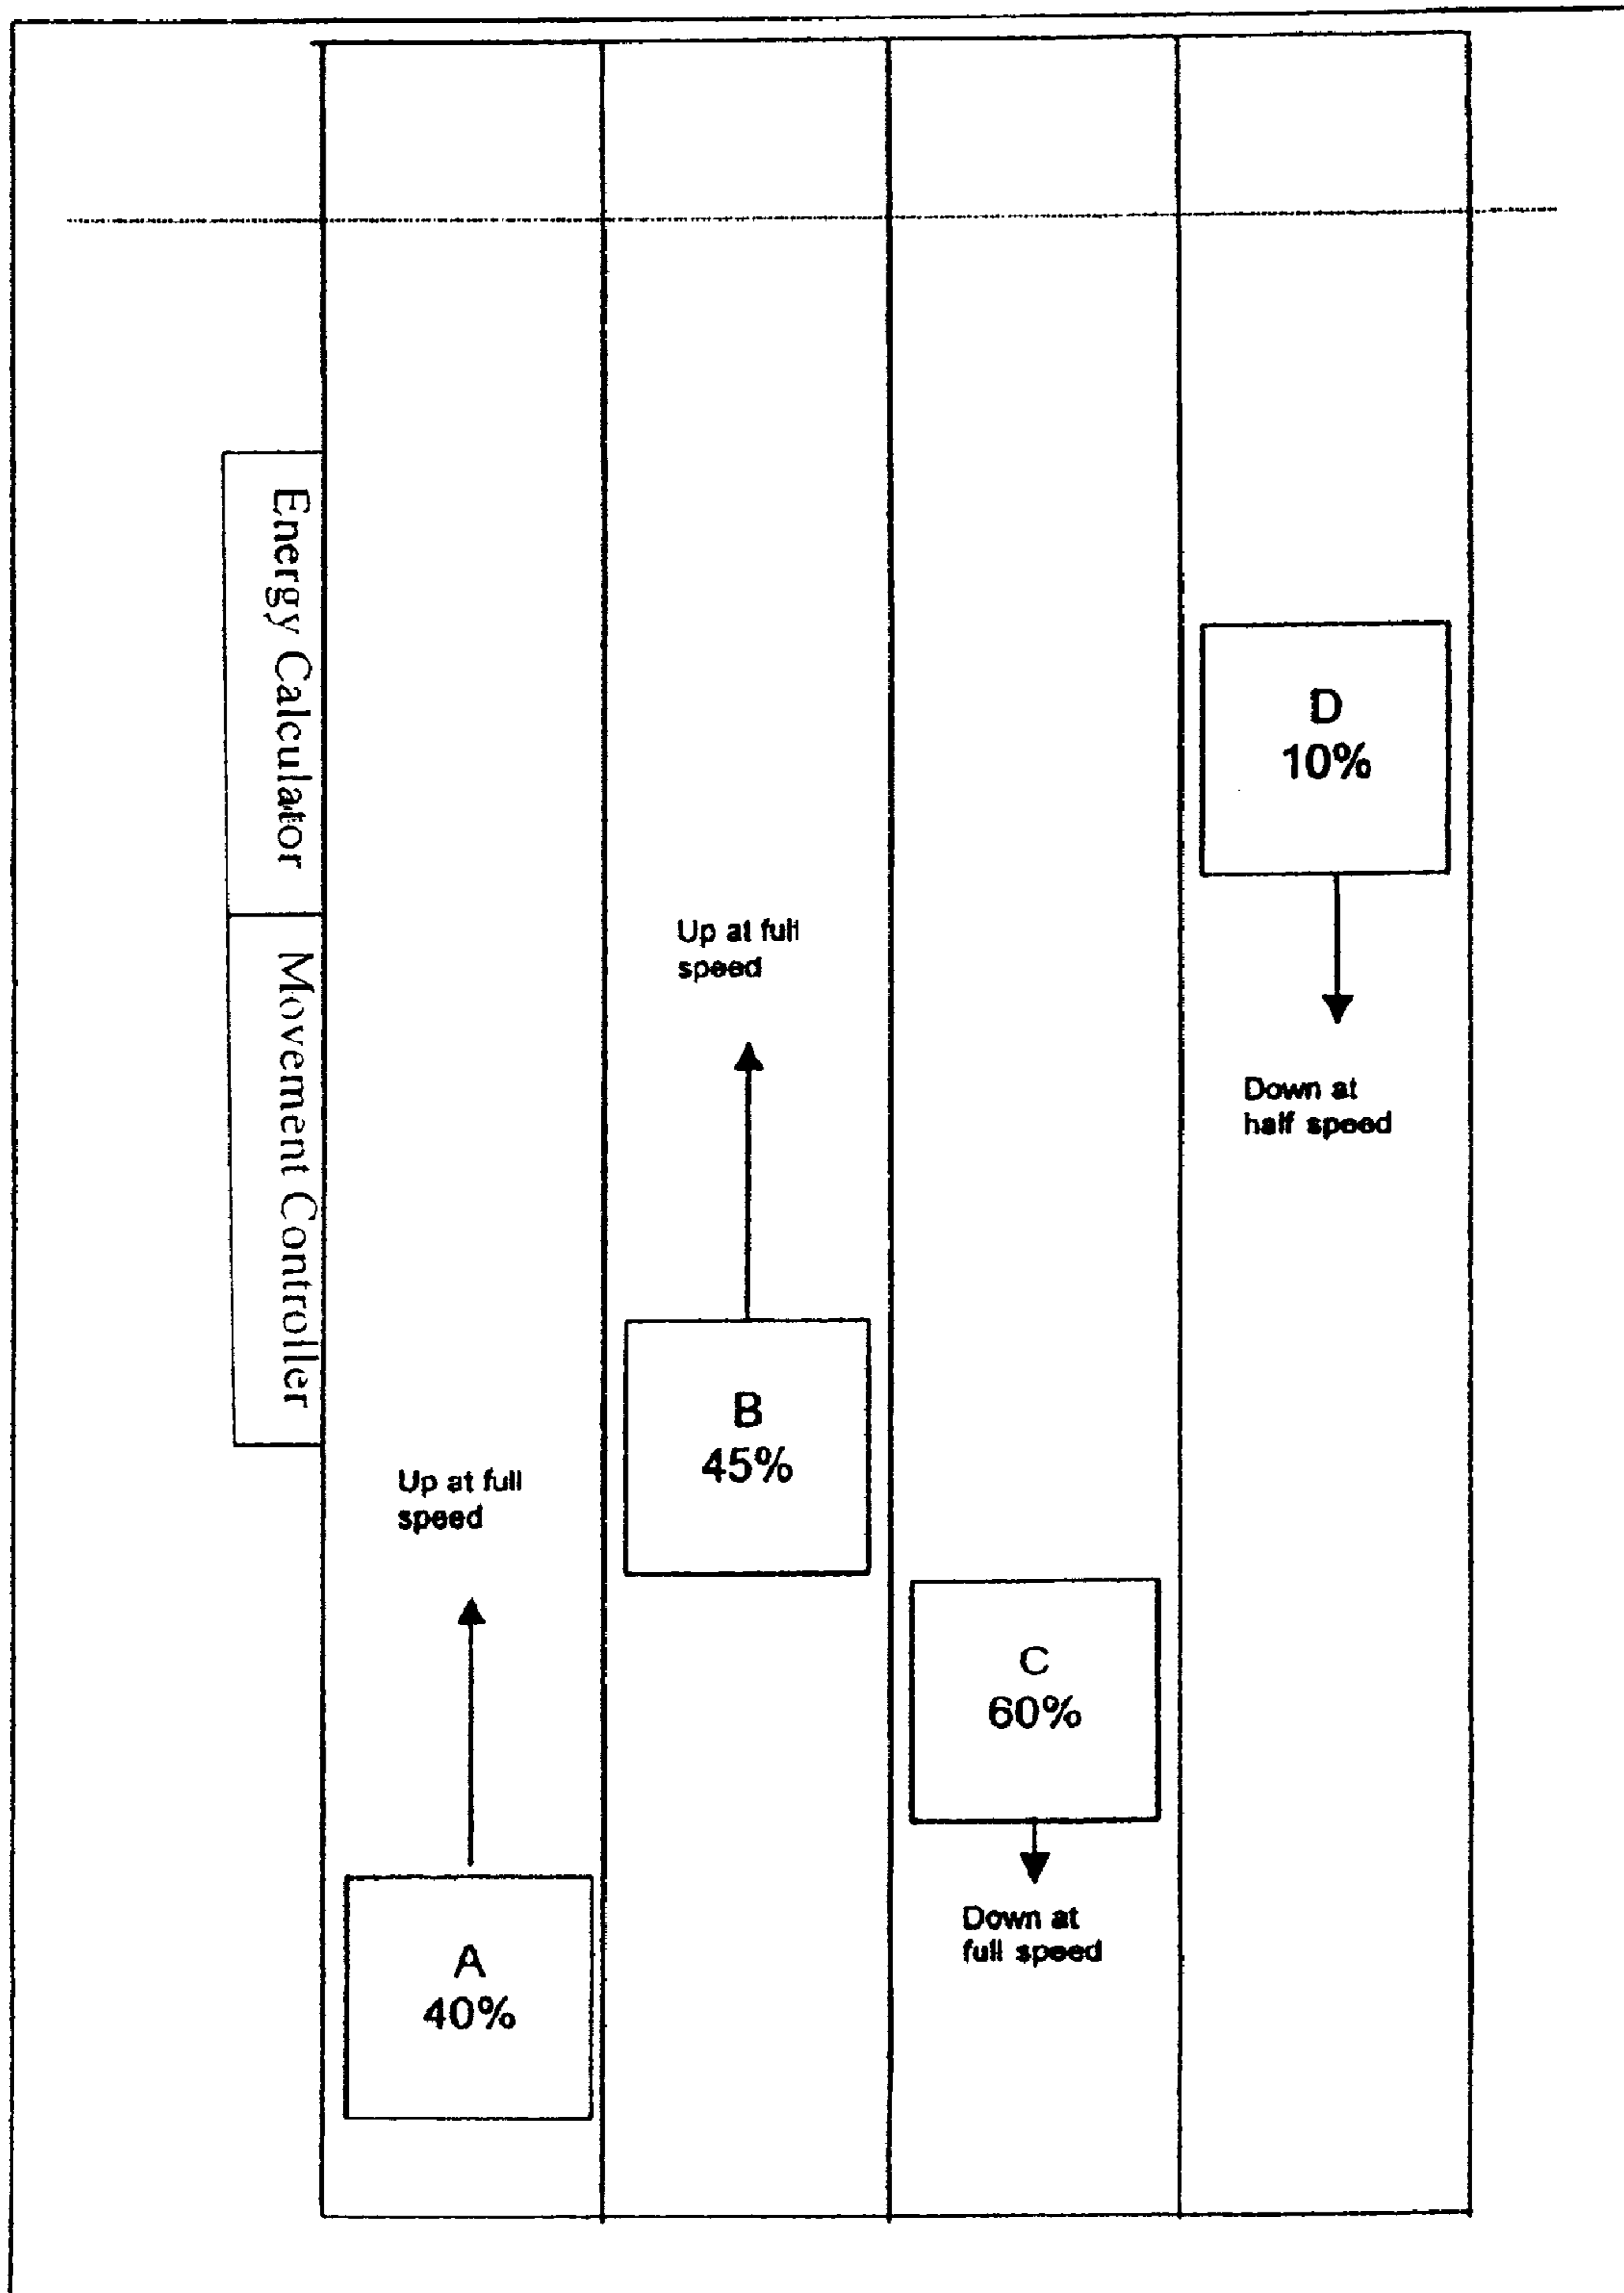 Energy Calculator
Movement Controller
Up at full
speed
A
40%
Up at full
speed
B
45%
C
60%
Down at
full speed
D
10%
Down at
half speed